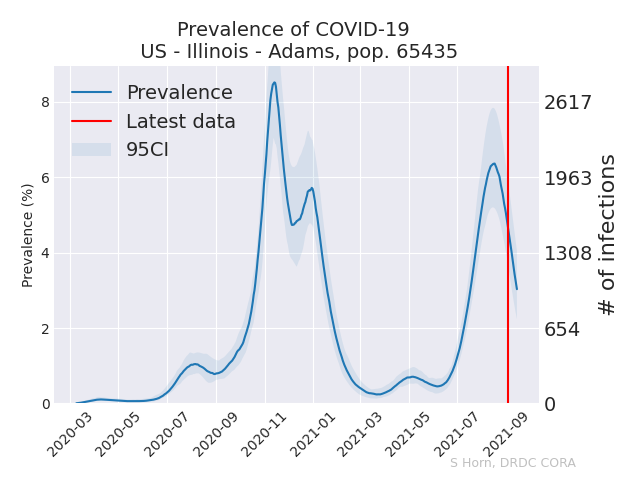 Prevalence of COVID-19
US - Illinois - Adams, pop. 65435
Prevalence
Latest data
95CI
Prevalence (%)
8
6
4
2
0
2617
1963
1308
654
0
# of infections
2020-03
2020-05
2020-07
2020-09
2020-11
2021-01
2021-03
2021-05
2021-07
2021-09
S Horn, DRDC CORA